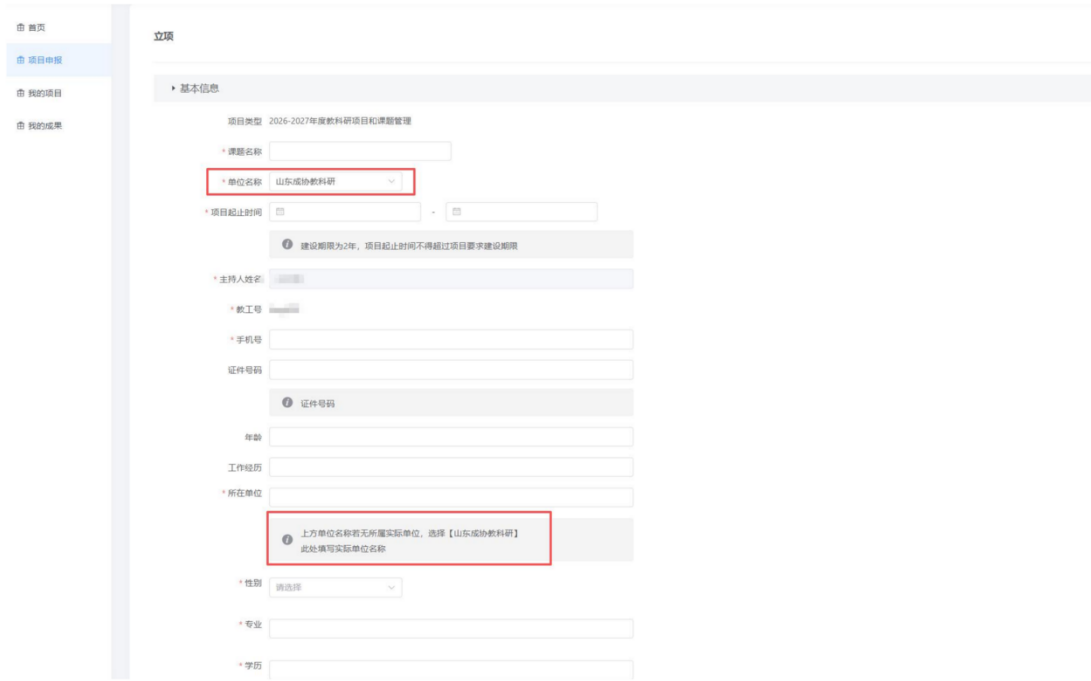 首页
项目申报
我的项目
我的成果
立项
基本信息
项目类型 2026-2027年度教科研项目和课题管理
* 课题名称
* 单位名称 山东成协教科研
* 项目起止时间 -
建设期限为2年，项目起止时间不得超过项目要求建设期限
* 主持人姓名
* 教工号
* 手机号
证件号码
证件号码
年龄
工作经历
* 所在单位
上方单位名称若无所属实际单位，选择【山东成协教科研】
此处填写实际单位名称
* 性别 请选择
* 专业
* 学历